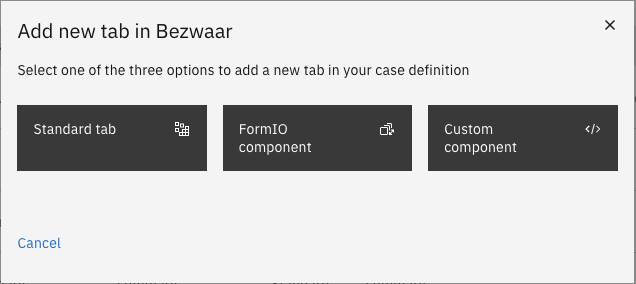 Add new tab in Bezwaar
Select one of the three options to add a new tab in your case definition
Standard tab
FormIO
component
Custom
component
Cancel